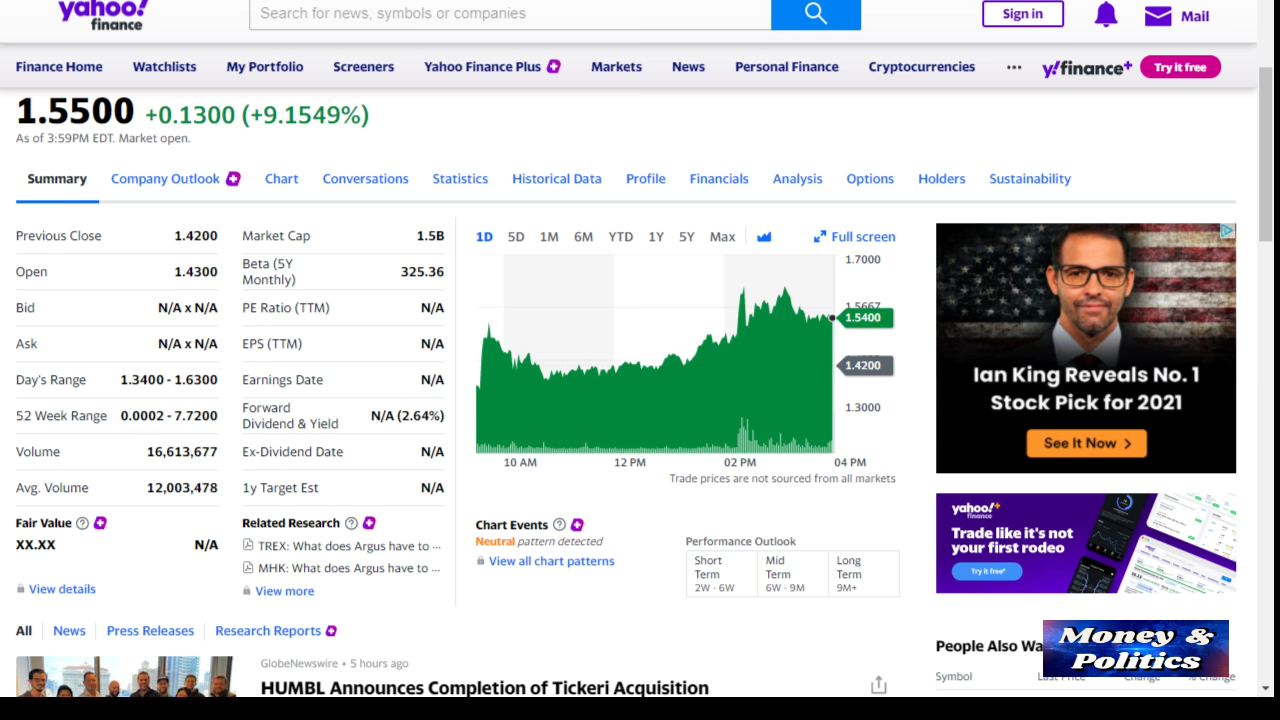 yahoo!
finance
Search for news, symbols or companies
Sign in
Mail
Finance Home
Watchlists
My Portfolio
Screeners
Yahoo Finance Plus
Markets
News
Personal Finance
Cryptocurrencies
...
y!finance+
Try it free
1.5500 +0.1300 (+9.1549%)
As of 3:59PM EDT. Market open.
Summary
Company Outlook
Chart
Conversations
Statistics
Historical Data
Profile
Financials
Analysis
Options
Holders
Sustainability
Previous Close 1.4200
Open 1.4300
Bid N/A x N/A
Ask N/A x N/A
Day's Range 1.3400 - 1.6300
52 Week Range 0.0002 - 7.7200
Volume 16,613,677
Avg. Volume 12,003,478
Market Cap 1.5B
Beta (5Y
Monthly) 325.36
PE Ratio (TTM) N/A
EPS (TTM) N/A
Earnings Date N/A
Forward
Dividend & Yield N/A (2.64%)
Ex-Dividend Date N/A
1y Target Est N/A
Fair Value
XX.XX N/A
View details
Related Research
TREX: What does Argus have to ...
MHK: What does Argus have to ...
View more
1D 5D 1M 6M YTD 1Y 5Y Max
Full screen
1.7000
1.5667
1.5400
1.4200
1.3000
10 AM 12 PM 02 PM 04 PM
Trade prices are not sourced from all markets
Chart Events
Neutral pattern detected
View all chart patterns
Performance Outlook
Short
Term
2W - 6W
Mid
Term
6W - 9M
Long
Term
9M+
Ian King Reveals No. 1
Stock Pick for 2021
See It Now
yahoo!+
finance
Trade like it's not
your first rodeo
Try it free*
People Also Wa
Money &
Politics
Symbol Last Price Change % Change
All
News
Press Releases
Research Reports
GlobeNewswire • 5 hours ago
HUMBL Announces Completion of Tickeri Acquisition